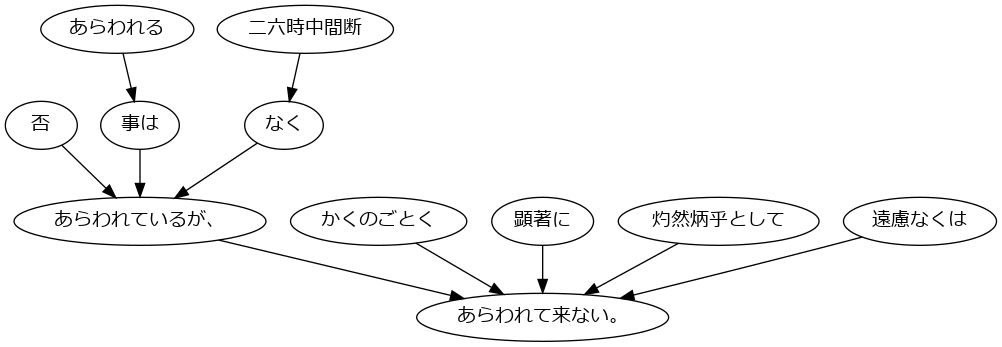 あらわれる
二六時中間断
否
事は
なく
あらわれているが、
かくのごとく
顕著に
灼然炳乎として
遠慮なくは
あらわれて来ない。